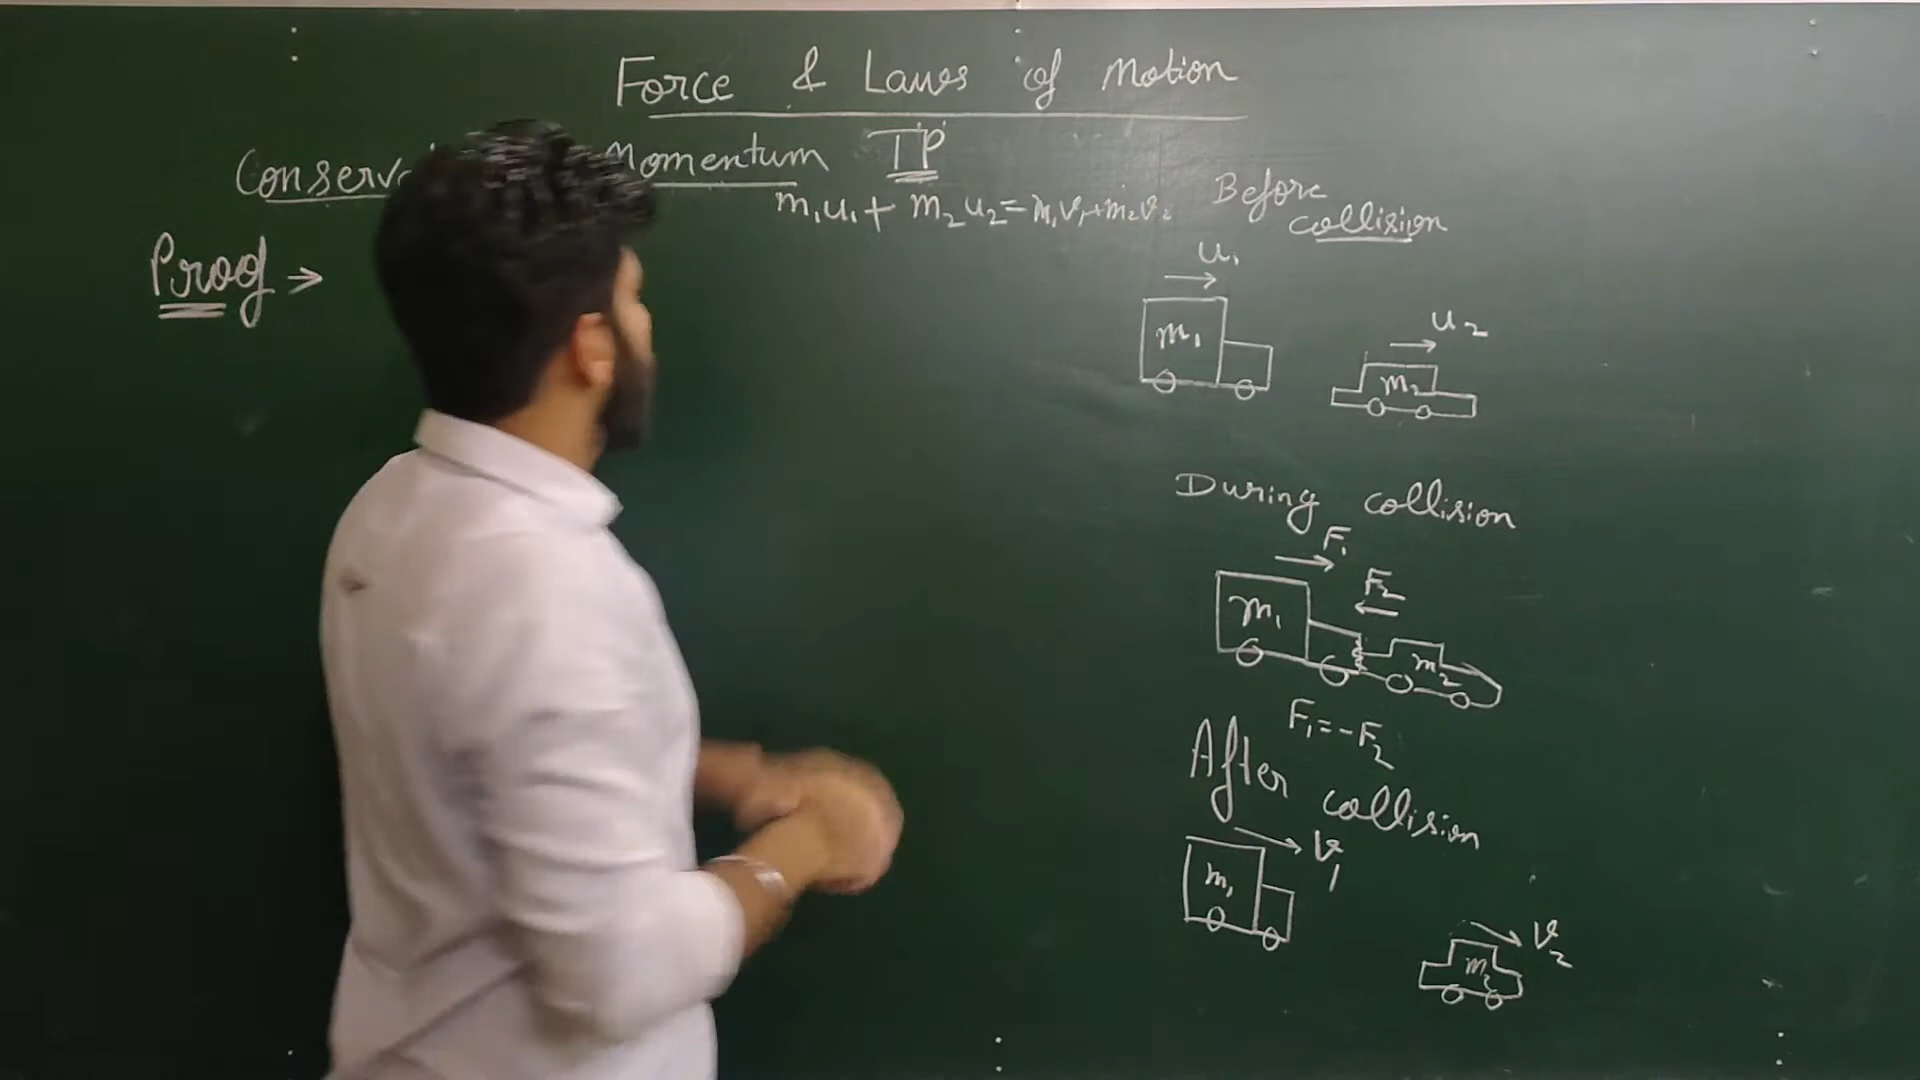 Force & Laws of Motion
Momentum TP
m₁u₁ + m₂u₂ = m₁v₁ + m₂v₂
Proof →
Before
collision
u₁
m₁
u₂
m₂
During collision
F₁
F₂
m₁
m₂
F₁ = -F₂
After collision
v₁
m₁
v₂
m₂